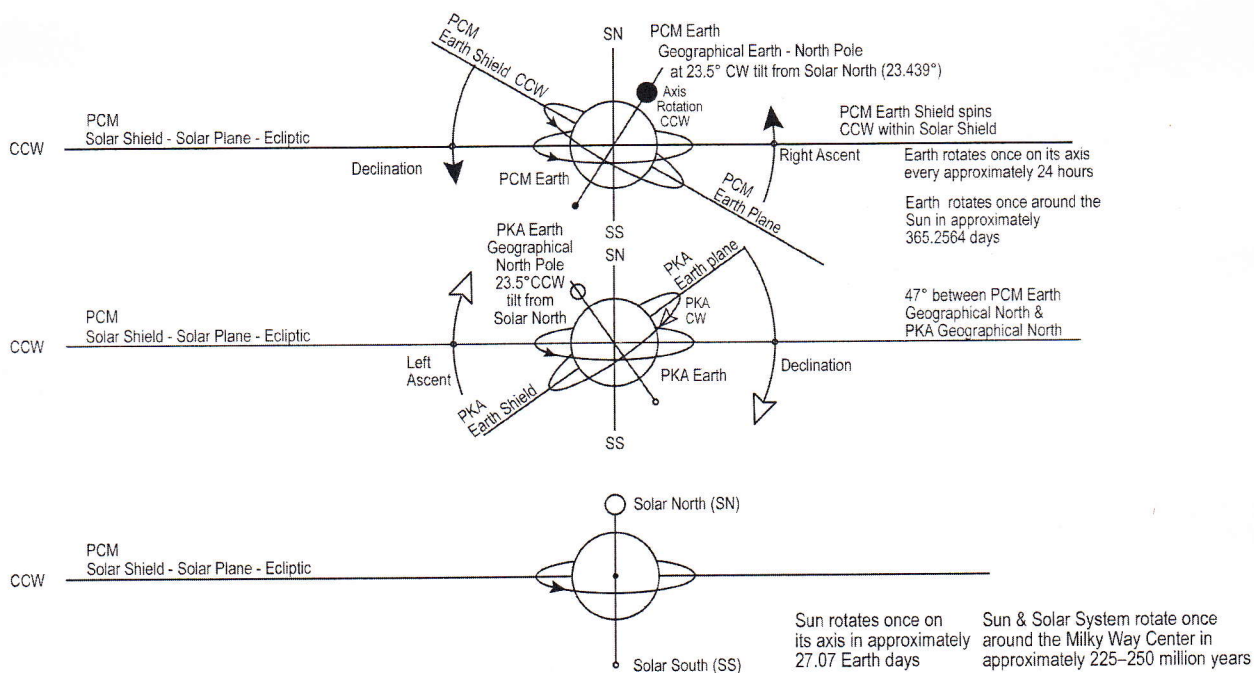 PCM
Earth Shield CCW
SN
PCM Earth
Geographical Earth - North Pole
at 23.5° CW tilt from Solar North (23.439°)
Axis
Rotation
CCW
PCM
Solar Shield - Solar Plane - Ecliptic
CCW
Declination
PCM Earth
Right Ascent
PCM
Earth Plane
SS
PCM Earth Shield spins
CCW within Solar Shield
Earth rotates once on its axis
every approximately 24 hours
Earth rotates once around the
Sun in approximately
365.2564 days
PKA Earth
Geographical
North Pole
23.5°CCW
tilt from
Solar North
SN
PKA
Earth plane
PKA
CW
PCM
Solar Shield - Solar Plane - Ecliptic
CCW
Left
Ascent
PKA
Earth Shield
PKA Earth
Declination
SS
47° between PCM Earth
Geographical North &
PKA Geographical North
Solar North (SN)
PCM
Solar Shield - Solar Plane - Ecliptic
CCW
Solar South (SS)
Sun rotates once on
its axis in approximately
27.07 Earth days
Sun & Solar System rotate once
around the Milky Way Center in
approximately 225–250 million years